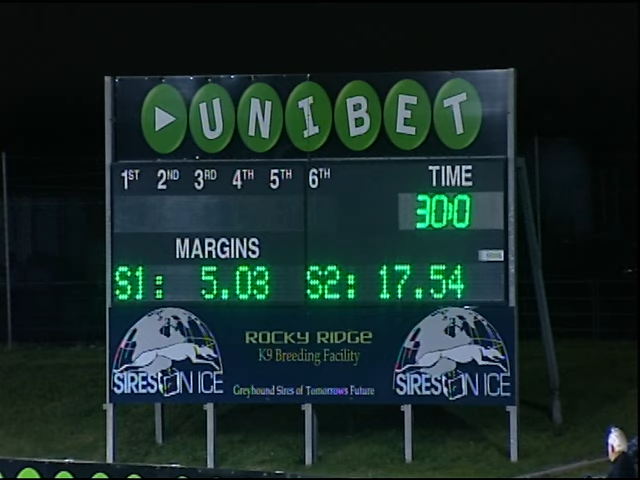 UNIBET
1ST 2ND 3RD 4TH 5TH 6TH TIME
30:0
MARGINS
S1: 5.03 S2: 17.54
SIRES ON ICE
ROCKY RIDGE
K9 Breeding Facility
Greyhound Sires of Tomorrows Future
SIRES ON ICE